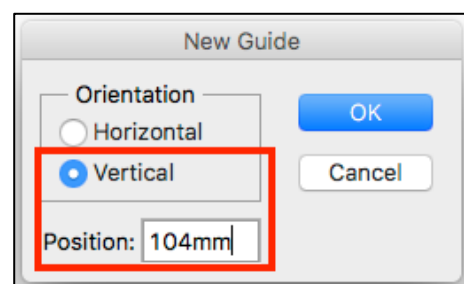 New Guide
Orientation
OK
Horizontal
Vertical
Cancel
Position: 104mm